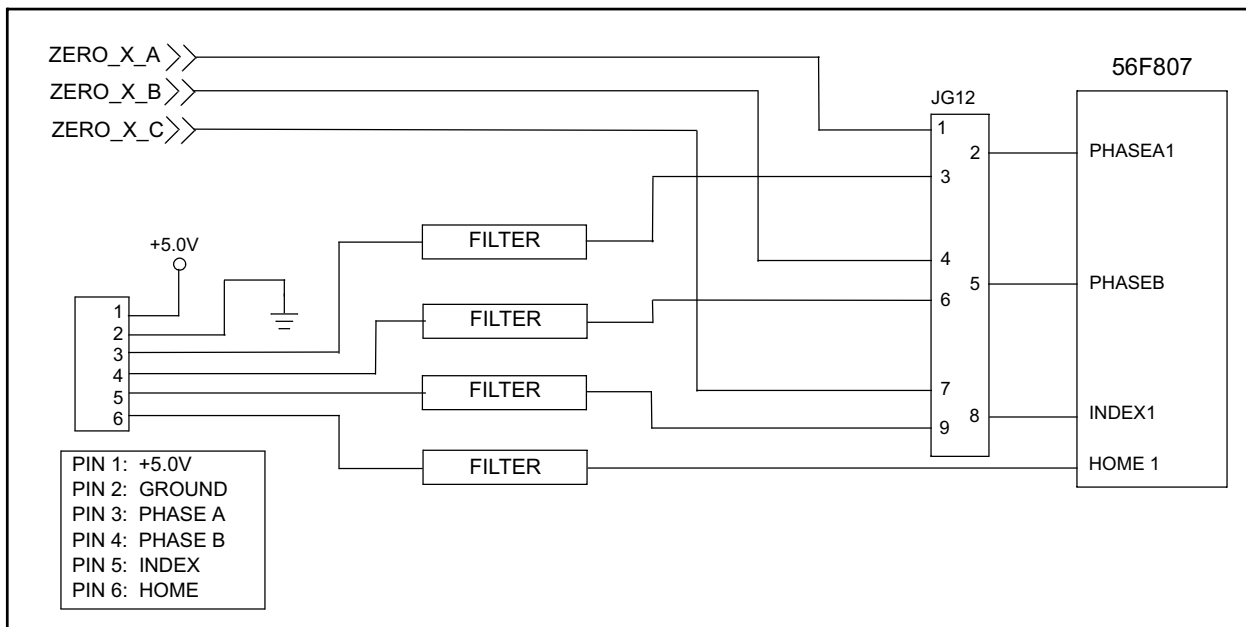 ZERO_X_A
ZERO_X_B
ZERO_X_C
56F807
JG12
1
2
3
4
5
6
7
8
9
PHASEA1
PHASEB
INDEX1
HOME 1
FILTER
FILTER
FILTER
FILTER
+5.0V
1
2
3
4
5
6
PIN 1: +5.0V
PIN 2: GROUND
PIN 3: PHASE A
PIN 4: PHASE B
PIN 5: INDEX
PIN 6: HOME